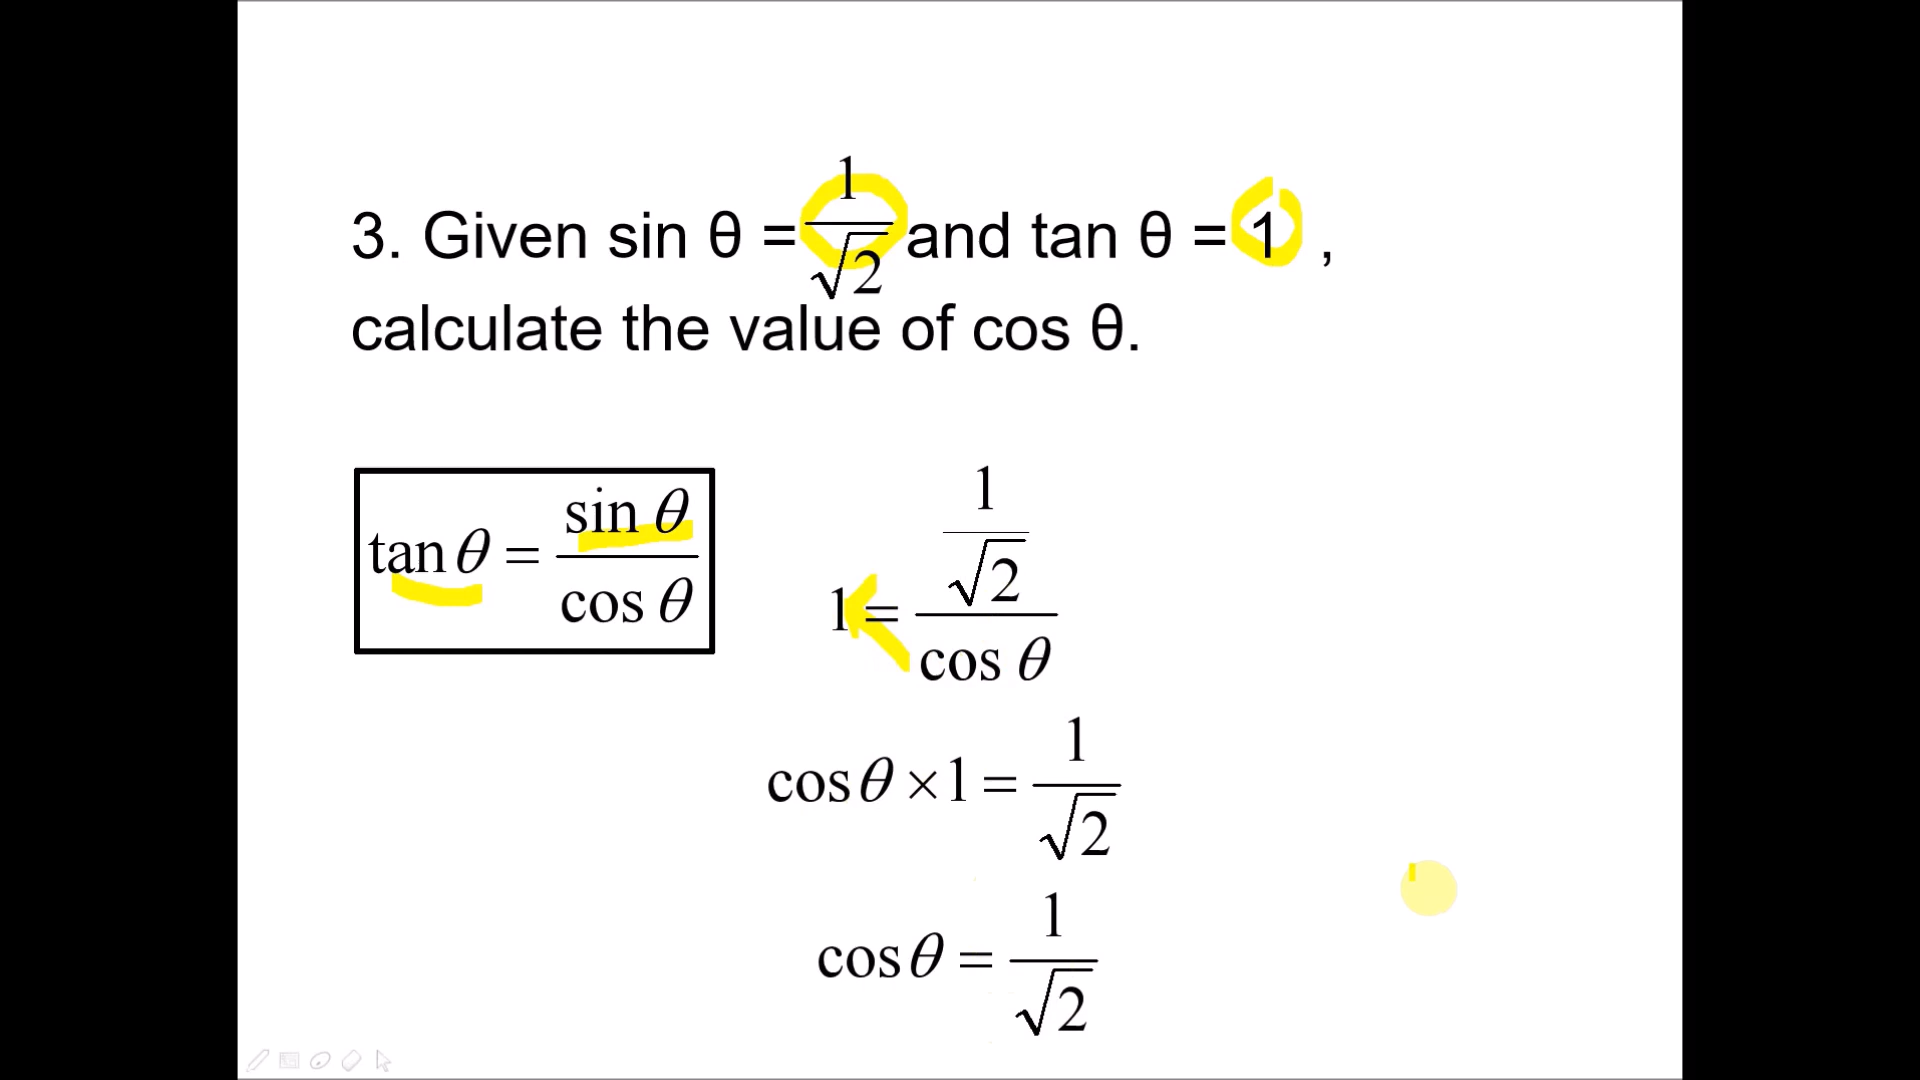 3. Given sin θ = 1/√2 and tan θ = 1 ,
calculate the value of cos θ.
tan θ = sin θ / cos θ
1 = (1/√2) / cos θ
cos θ × 1 = 1/√2
cos θ = 1/√2